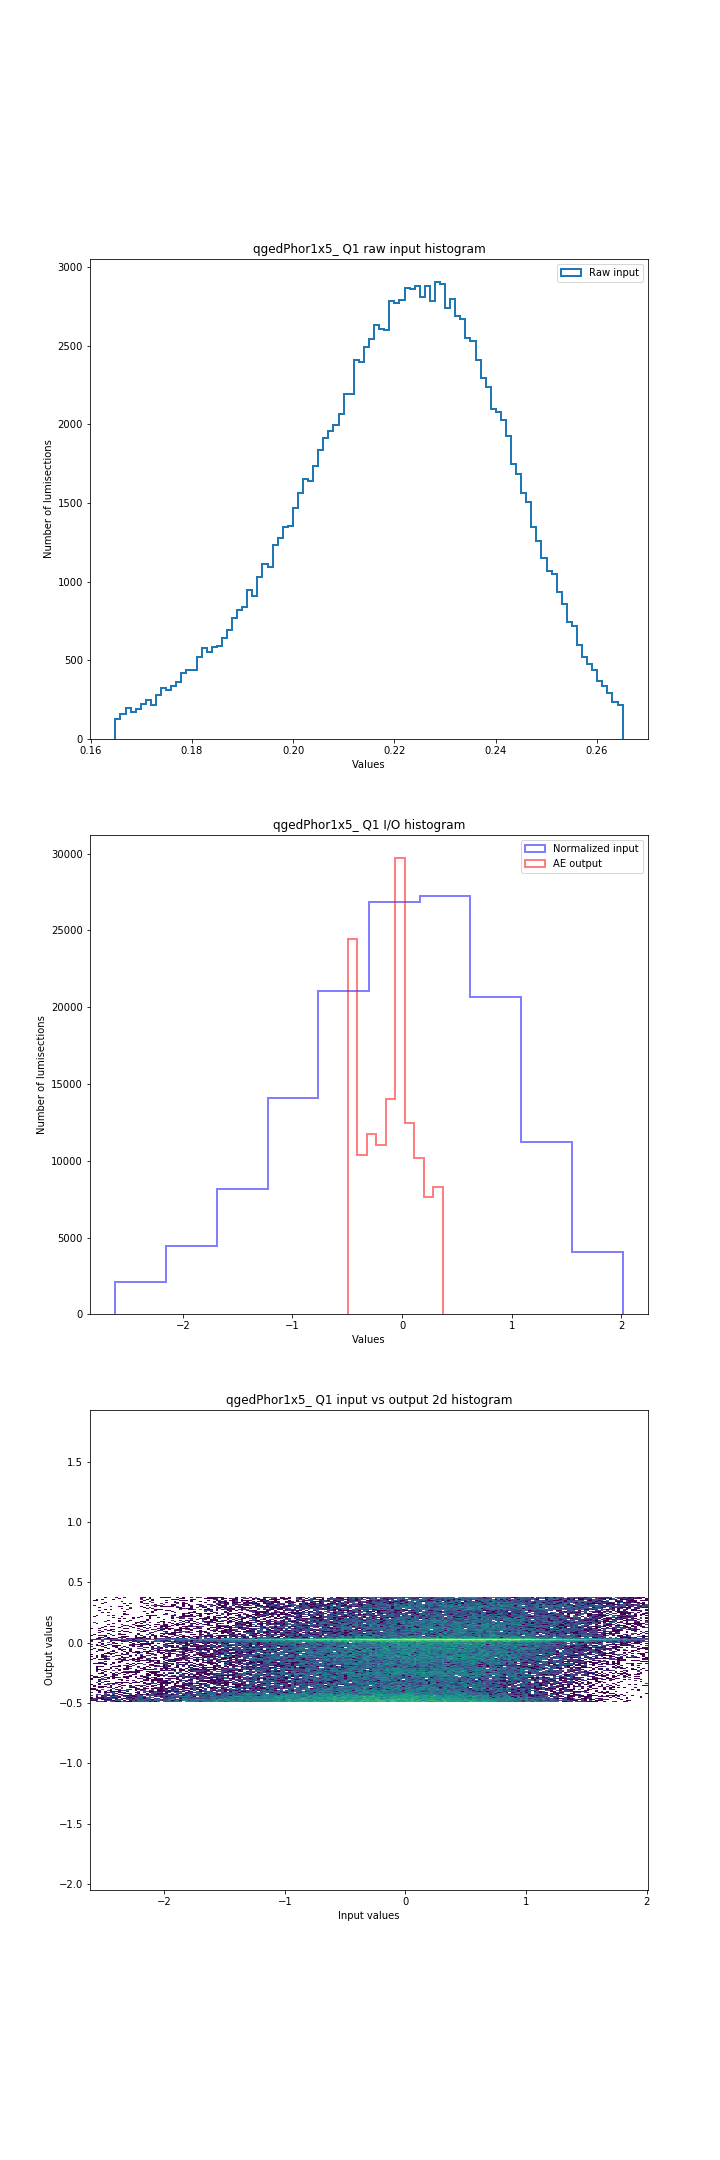 qgedPhor1x5_ Q1 raw input histogram
Raw input
3000
2500
2000
1500
1000
500
0
Number of lumisections
0.16 0.18 0.20 0.22 0.24 0.26
Values
qgedPhor1x5_ Q1 I/O histogram
Normalized input
AE output
30000
25000
20000
15000
10000
5000
0
Number of lumisections
−2 −1 0 1 2
Values
qgedPhor1x5_ Q1 input vs output 2d histogram
1.5
1.0
0.5
0.0
−0.5
−1.0
−1.5
−2.0
Output values
−2 −1 0 1 2
Input values